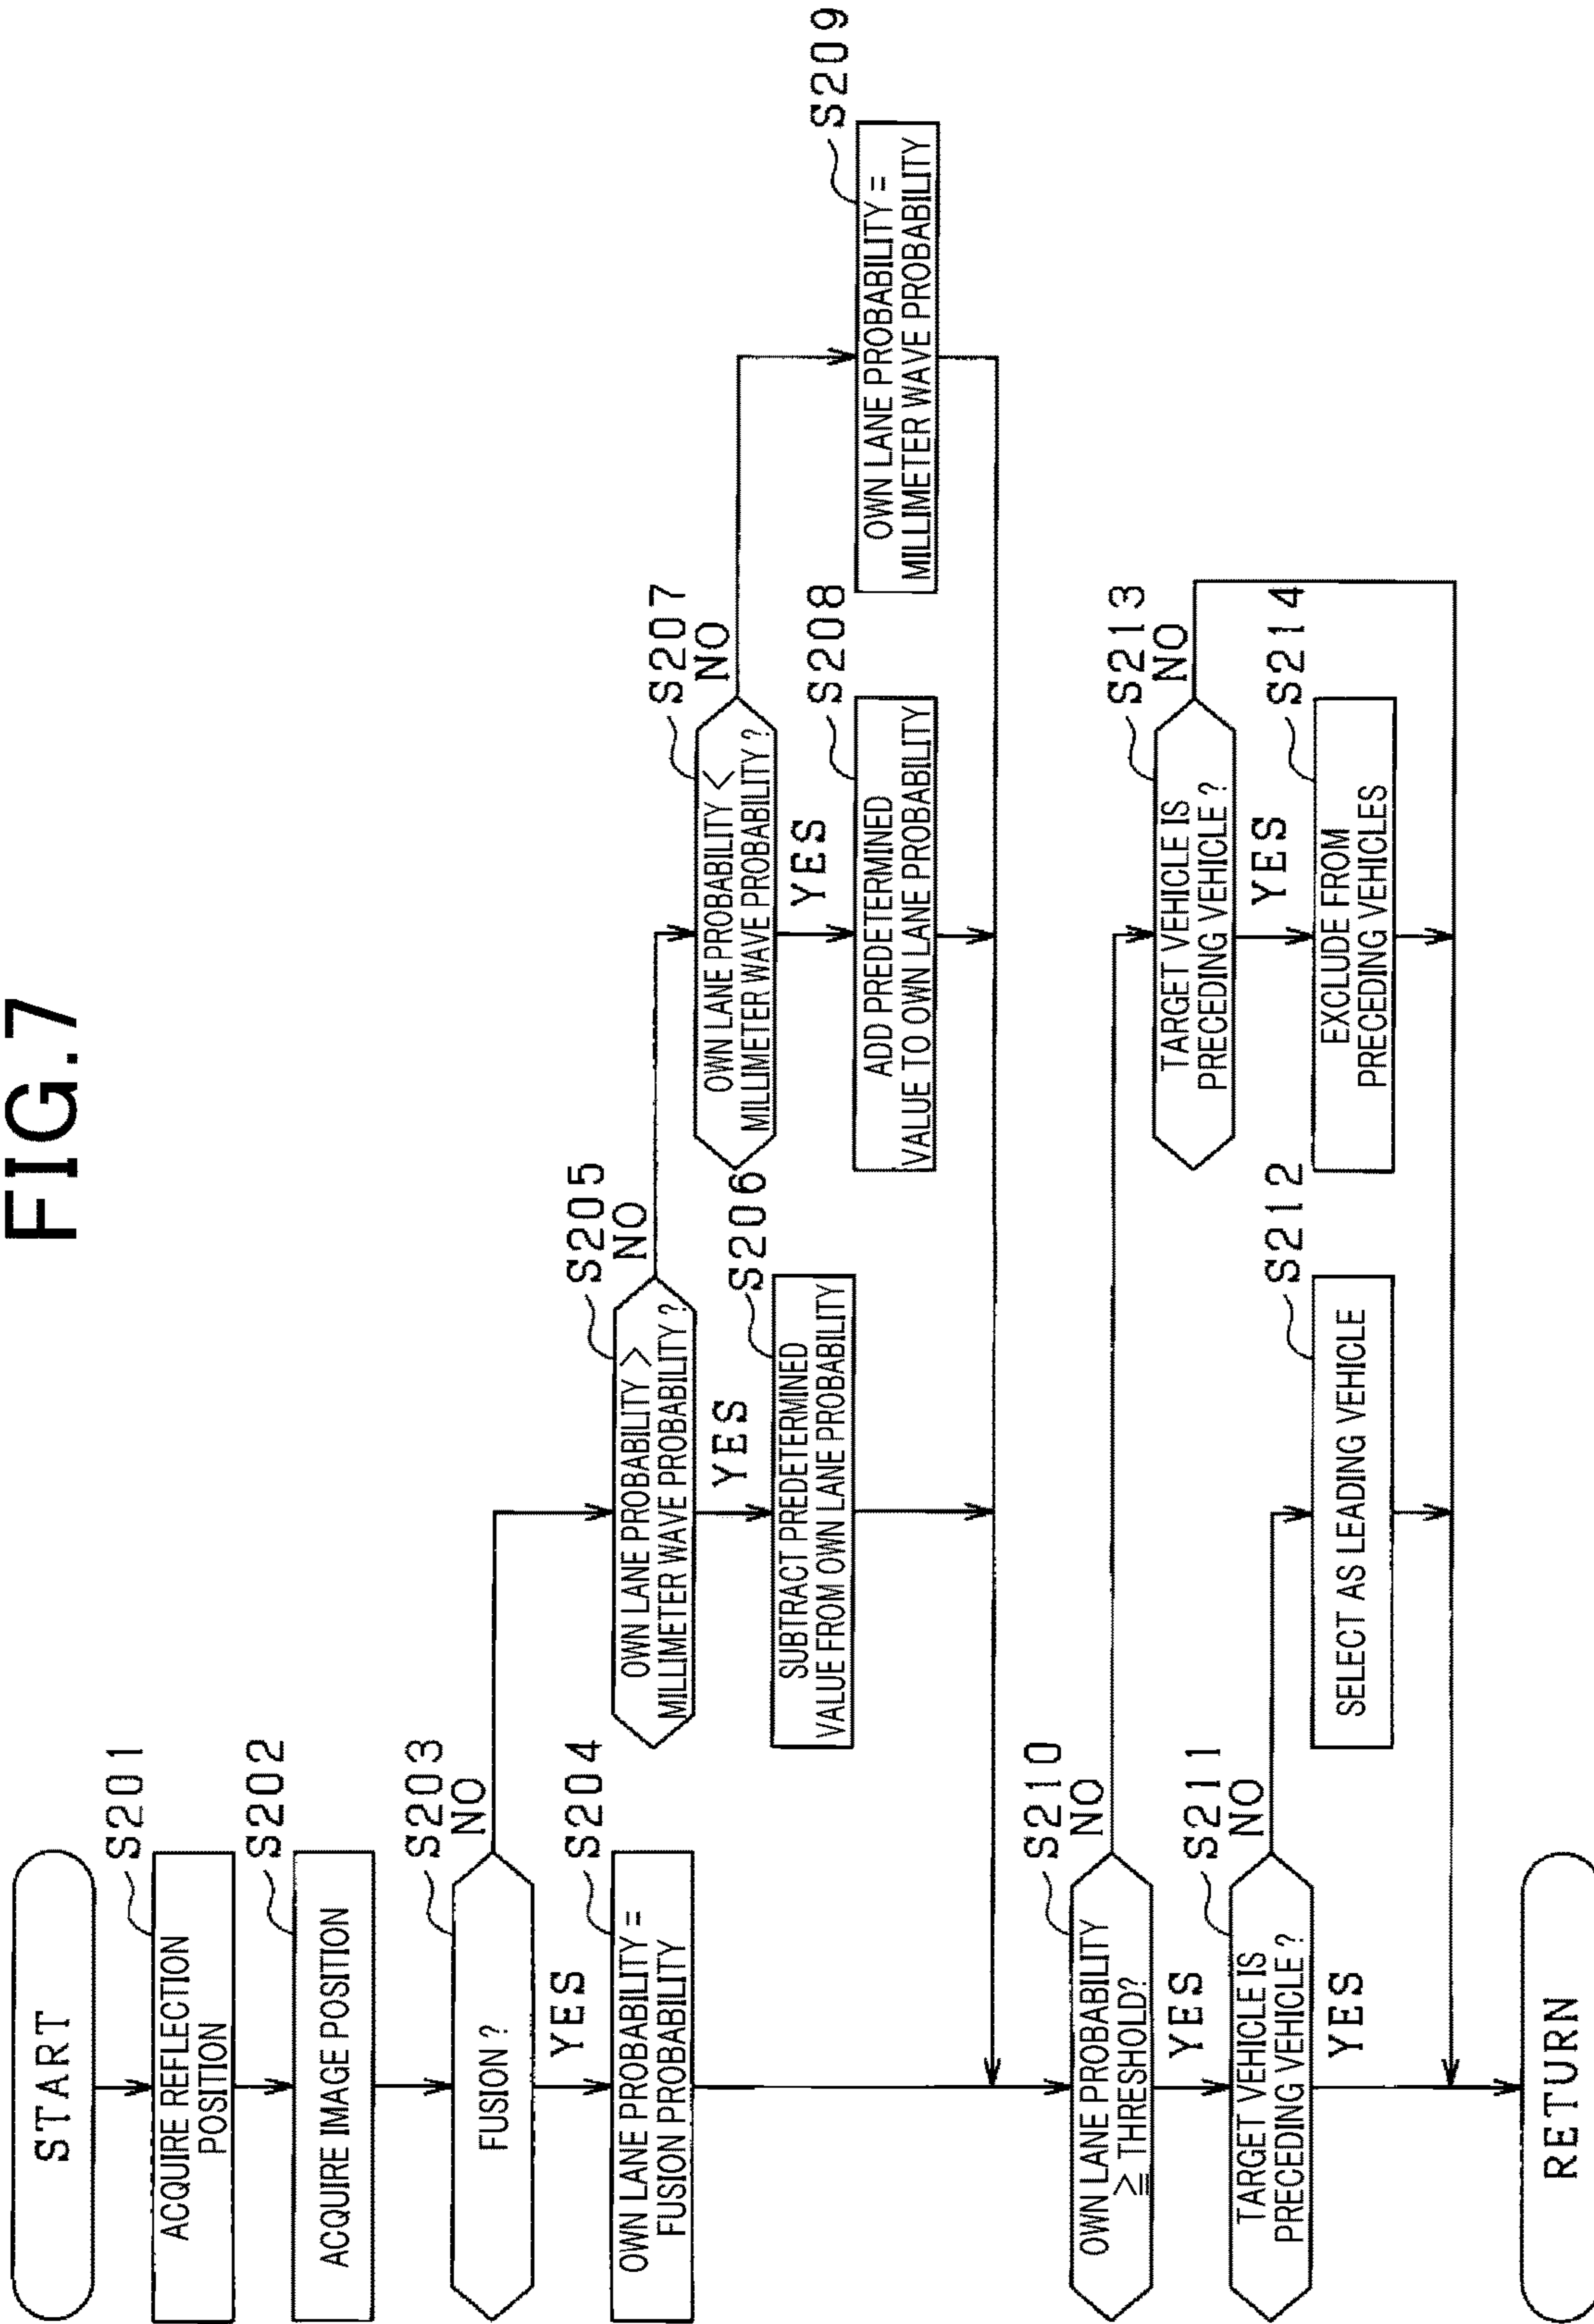 FIG.7
START
S201
ACQUIRE REFLECTION
POSITION
S202
ACQUIRE IMAGE POSITION
S203
FUSION ?
NO
YES
S204
OWN LANE PROBABILITY =
FUSION PROBABILITY
S205
OWN LANE PROBABILITY >
MILLIMETER WAVE PROBABILITY ?
NO
YES
S206
SUBTRACT PREDETERMINED
VALUE FROM OWN LANE PROBABILITY
S207
OWN LANE PROBABILITY <
MILLIMETER WAVE PROBABILITY ?
NO
YES
S208
ADD PREDETERMINED
VALUE TO OWN LANE PROBABILITY
S209
OWN LANE PROBABILITY =
MILLIMETER WAVE PROBABILITY
S210
OWN LANE PROBABILITY
≧ THRESHOLD?
NO
YES
S211
TARGET VEHICLE IS
PRECEDING VEHICLE ?
NO
YES
S212
SELECT AS LEADING VEHICLE
S213
TARGET VEHICLE IS
PRECEDING VEHICLE ?
NO
YES
S214
EXCLUDE FROM
PRECEDING VEHICLES
RETURN